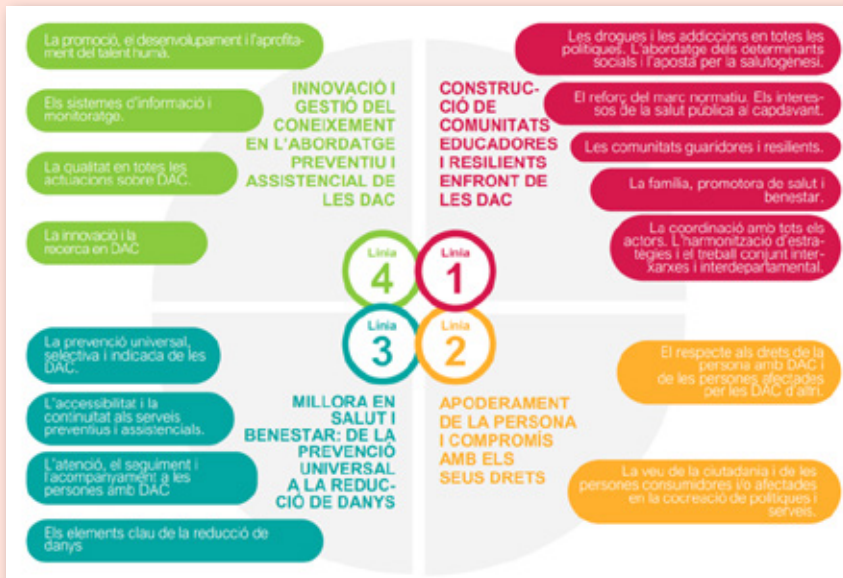 La promoció, el desenvolupament i l'aprofita-
ment del talent humà.
Els sistemes d'informació i
monitoratge.
La qualitat en totes les
actuacions sobre DAC.
La innovació i la
recerca en DAC
INNOVACIÓ I
GESTIÓ DEL
CONEIXEMENT
EN L'ABORDATGE
PREVENTIU I
ASSISTENCIAL DE
LES DAC
Línia
4
CONSTRUC-
CIÓ DE
COMUNITATS
EDUCADORES
I RESILIENTS
ENFRONT DE
LES DAC
Línia
1
Les drogues i les addiccions en totes les
polítiques. L'abordatge dels determinants
socials i l'aposta per la salutogènesi.
El reforç del marc normatiu. Els interes-
sos de la salut pública al capdavant.
Les comunitats guaridores i resilients.
La família, promotora de salut i
benestar.
La coordinació amb tots els
actors. L'harmonització d'estra-
tègies i el treball conjunt inter-
xarxes i interdepartamental.
La prevenció universal,
selectiva i indicada de les
DAC.
L'accessibilitat i la
continuïtat als serveis
preventius i assistencials.
L'atenció, el seguiment i
l'acompanyament a les
persones amb DAC
Els elements clau de la reducció de
danys
Línia
3
MILLORA EN
SALUT I
BENESTAR: DE LA
PREVENCIÓ
UNIVERSAL
A LA REDUC-
CIÓ DE DANYS
Línia
2
APODERAMENT
DE LA PERSONA
I COMPROMÍS
AMB ELS
SEUS DRETS
El respecte als drets de la
persona amb DAC i
de les persones afectades
per les DAC d'altri.
La veu de la ciutadania i de les
persones consumidores i/o afectades
en la cocreació de polítiques i
serveis.